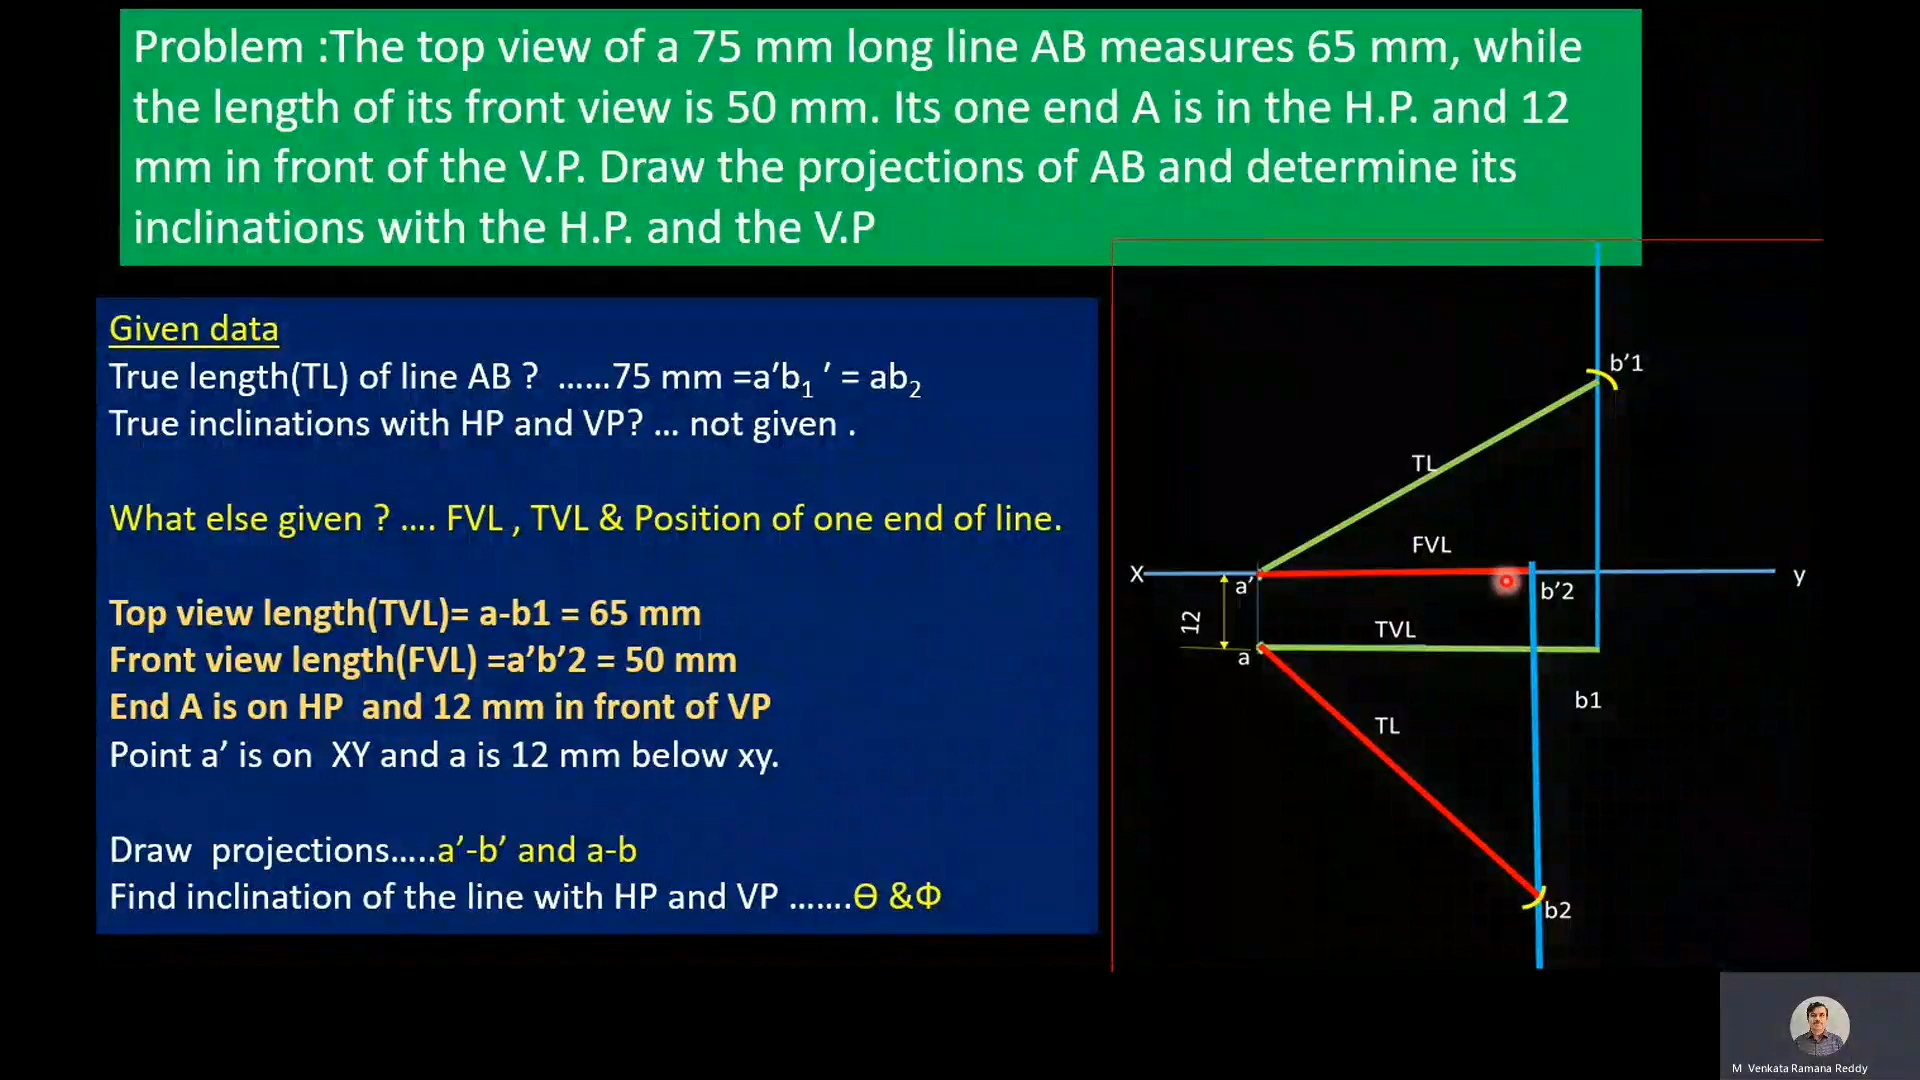 Problem :The top view of a 75 mm long line AB measures 65 mm, while
the length of its front view is 50 mm. Its one end A is in the H.P. and 12
mm in front of the V.P. Draw the projections of AB and determine its
inclinations with the H.P. and the V.P
Given data
True length(TL) of line AB ? ......75 mm =a’b₁ ’ = ab₂
True inclinations with HP and VP? ... not given .
What else given ? .... FVL , TVL & Position of one end of line.
Top view length(TVL)= a-b1 = 65 mm
Front view length(FVL) =a’b’2 = 50 mm
End A is on HP and 12 mm in front of VP
Point a’ is on XY and a is 12 mm below xy.
Draw projections.....a’-b’ and a-b
Find inclination of the line with HP and VP .......Ө &Φ
b’1
TL
FVL
X
a’
b’2
y
12
TVL
a
b1
TL
b2
M Venkata Ramana Reddy